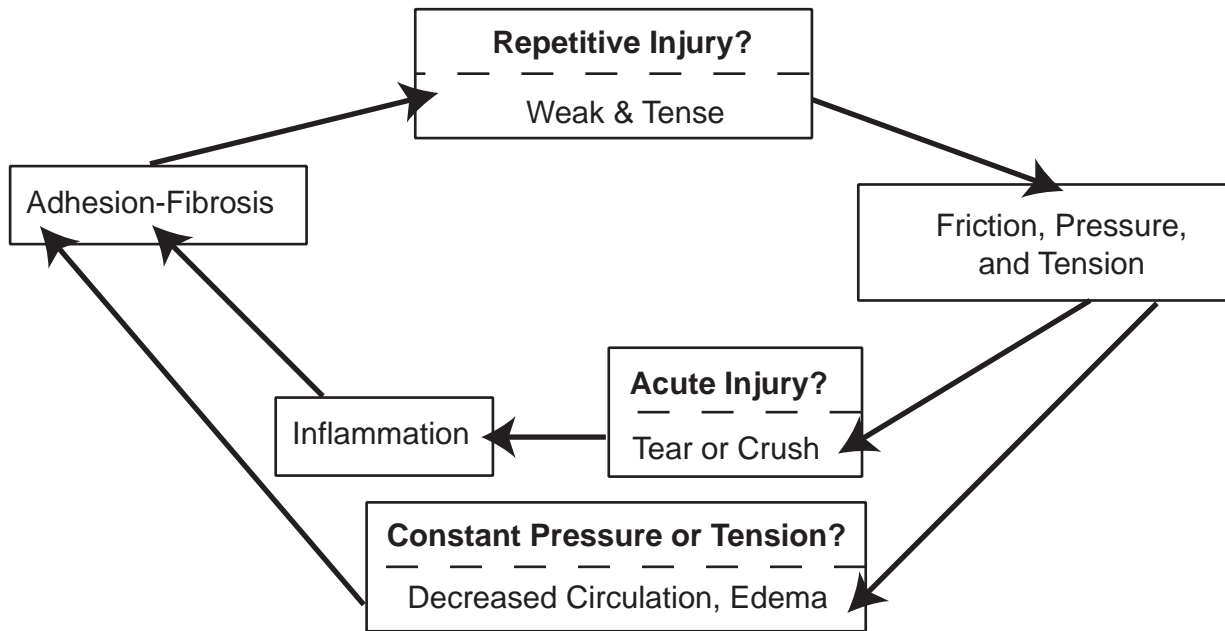 Repetitive Injury?
Weak & Tense
Adhesion-Fibrosis
Friction, Pressure,
and Tension
Acute Injury?
Tear or Crush
Inflammation
Constant Pressure or Tension?
Decreased Circulation, Edema